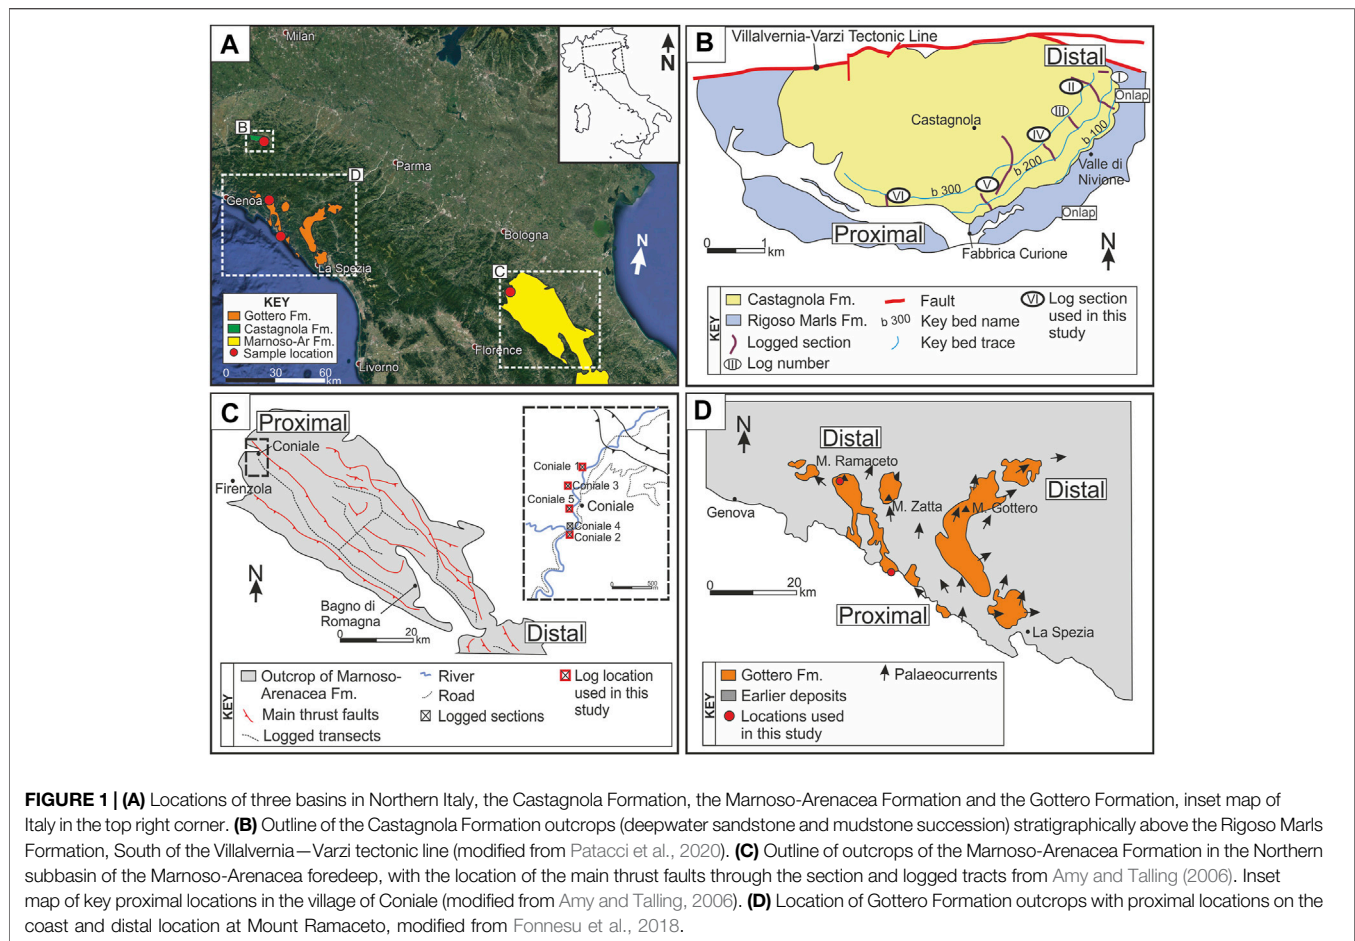 A
Milan
N
B
D
Parma
Genoa
Bologna
N
La Spezia
C
Florence
Livorno
KEY
Gottero Fm.
Castagnola Fm.
Marnoso-Ar Fm.
Sample location
0 30 60
km
B
Villalvernia-Varzi Tectonic Line
Distal
I
II
Onlap
III
Castagnola
IV
b 100
b 200
Valle di
Nivione
V
b 300
VI
Onlap
Proximal
Fabbrica Curione
0 1
km
N
KEY
Castagnola Fm.
Rigoso Marls Fm.
Logged section
III Log number
Fault
b 300 Key bed name
Key bed trace
VI Log section
used in this
study
C
Proximal
Coniale
Firenzola
N
Bagno di
Romagna
0 20
km
Distal
Coniale 1
Coniale 3
Coniale 5
Coniale
Coniale 4
Coniale 2
0 500
m
KEY
Outcrop of Marnoso-
Arenacea Fm.
Main thrust faults
Logged transects
River
Road
Logged sections
Log location
used in this
study
D
N
Distal
M. Ramaceto
Distal
Genova
M. Zatta
M. Gottero
0 20
km
Proximal
La Spezia
KEY
Gottero Fm.
Earlier deposits
Locations used
in this study
Palaeocurrents
FIGURE 1 | (A) Locations of three basins in Northern Italy, the Castagnola Formation, the Marnoso-Arenacea Formation and the Gottero Formation, inset map of
Italy in the top right corner. (B) Outline of the Castagnola Formation outcrops (deepwater sandstone and mudstone succession) stratigraphically above the Rigoso Marls
Formation, South of the Villalvernia—Varzi tectonic line (modified from Patacci et al., 2020). (C) Outline of outcrops of the Marnoso-Arenacea Formation in the Northern
subbasin of the Marnoso-Arenacea foredeep, with the location of the main thrust faults through the section and logged tracts from Amy and Talling (2006). Inset
map of key proximal locations in the village of Coniale (modified from Amy and Talling, 2006). (D) Location of Gottero Formation outcrops with proximal locations on the
coast and distal location at Mount Ramaceto, modified from Fonnesu et al., 2018.